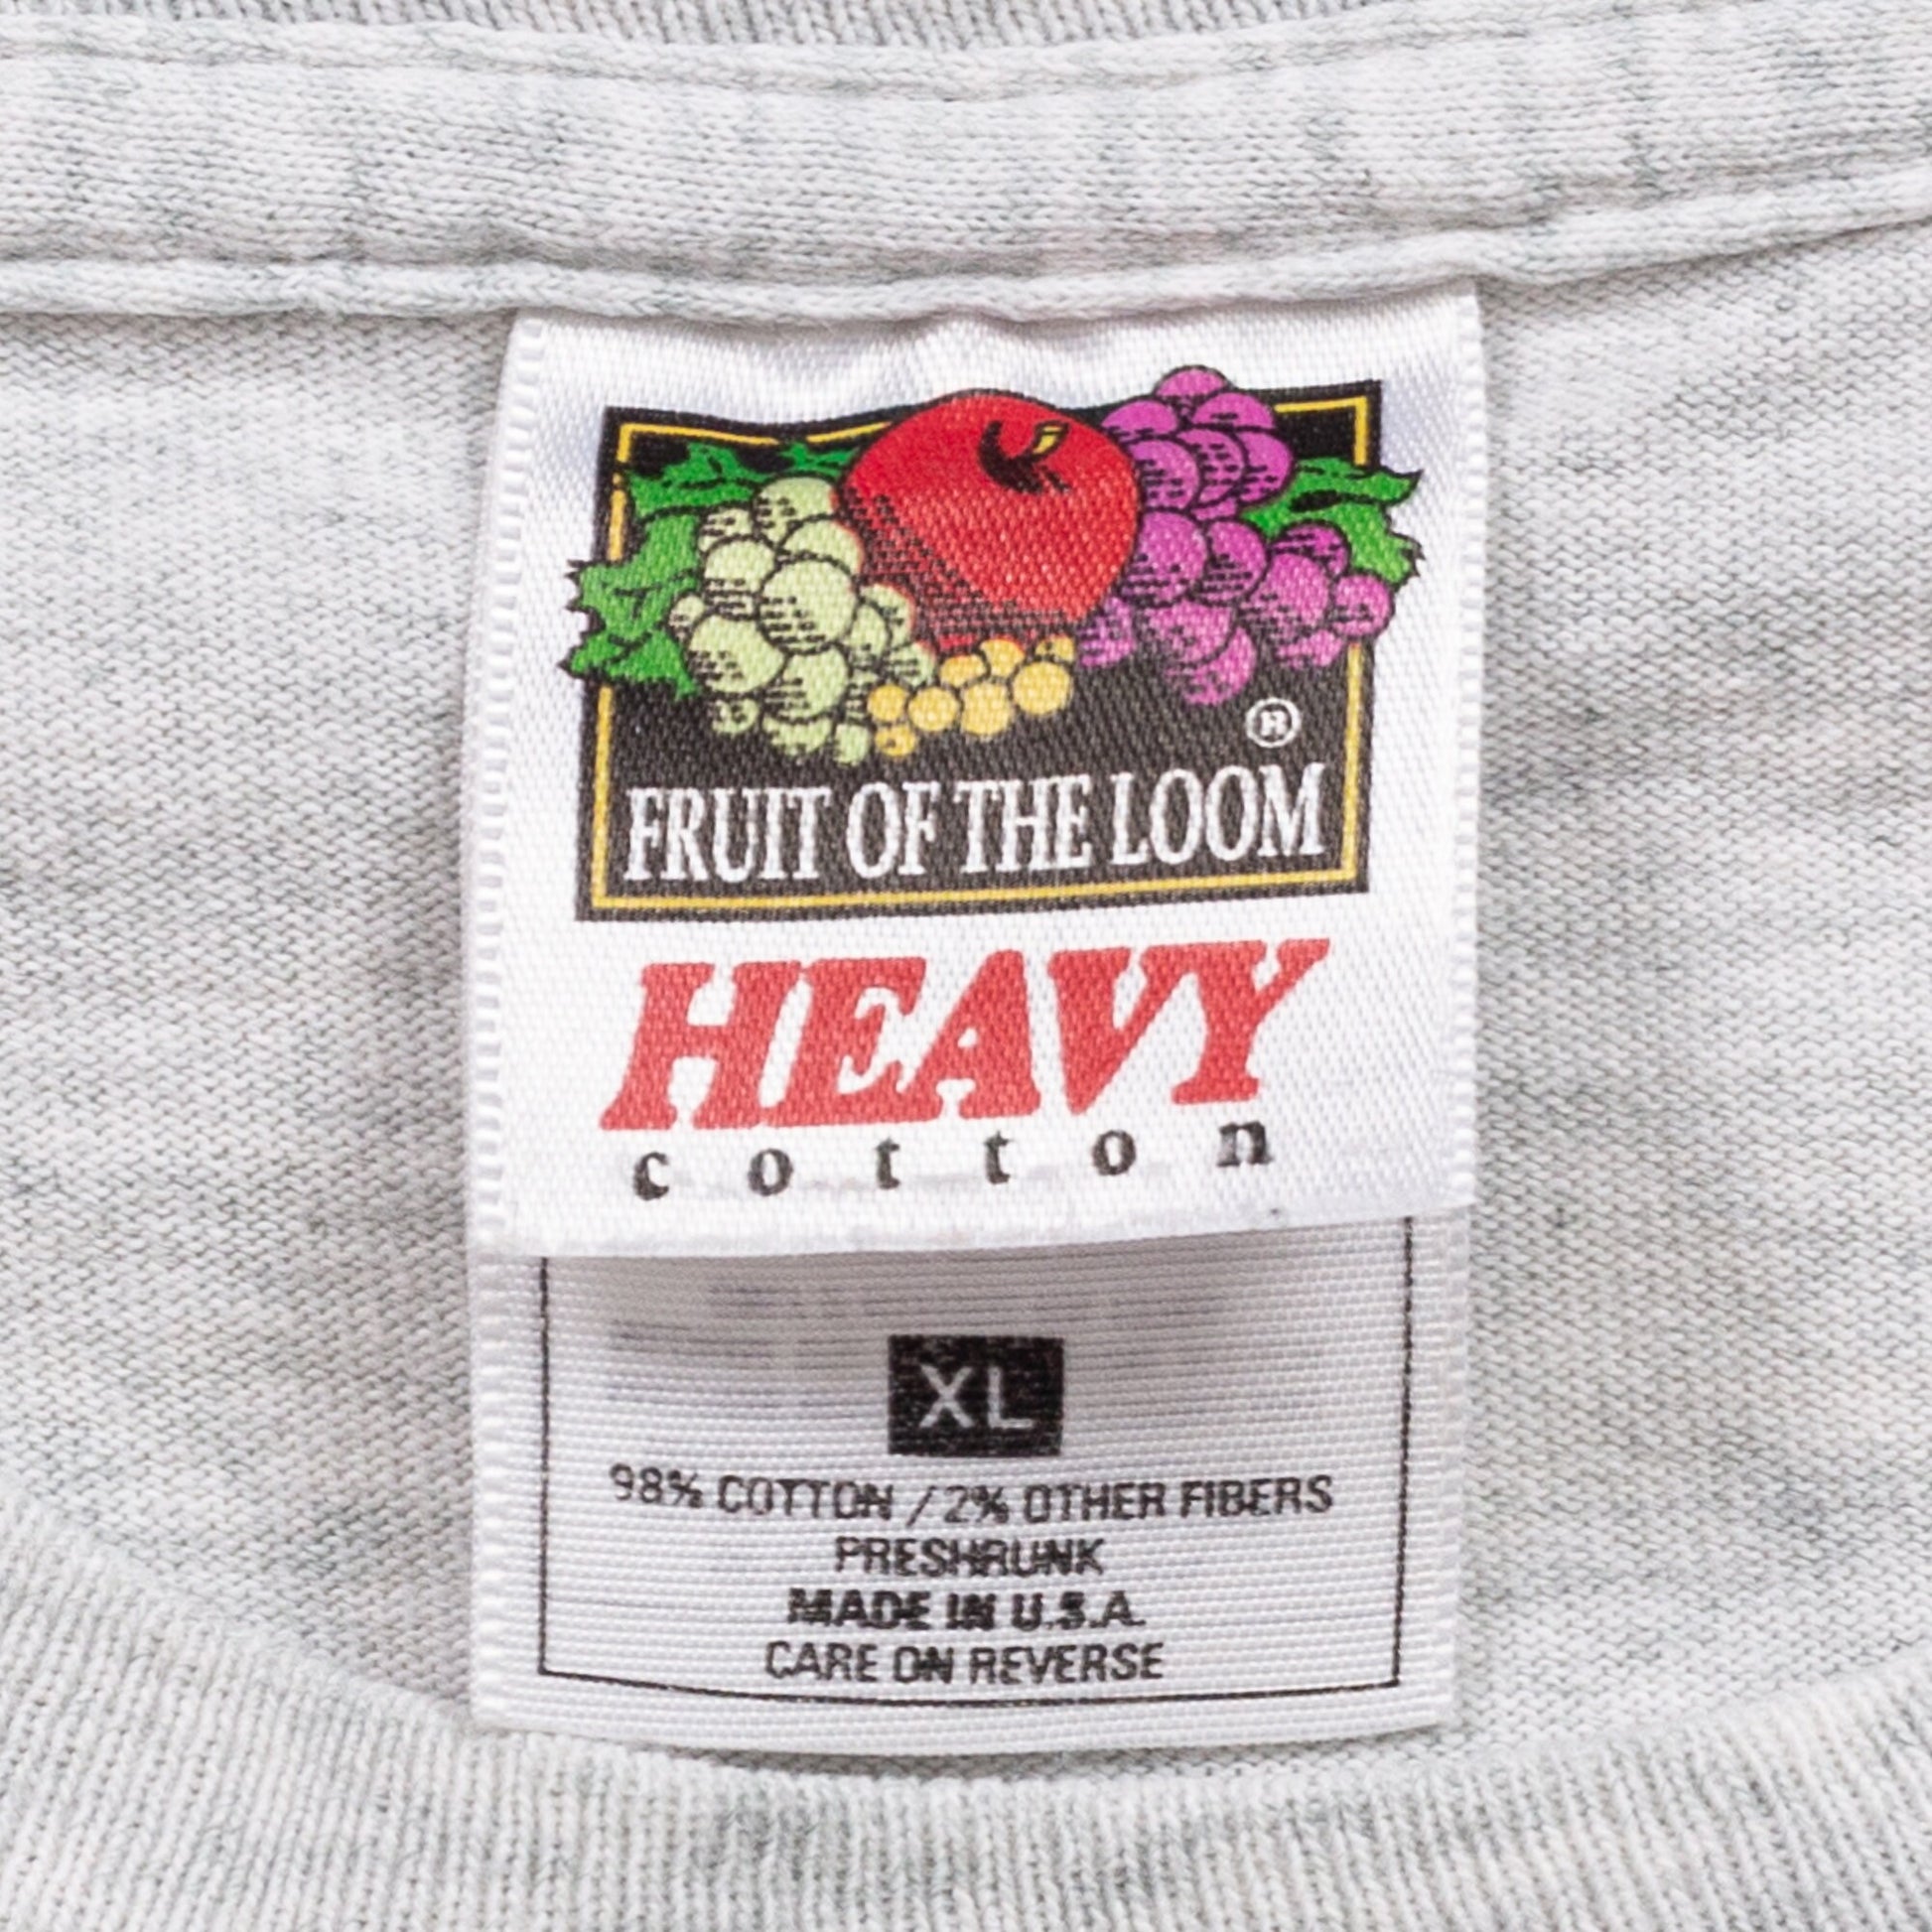 ®
FRUIT OF THE LOOM
HEAVY
cotton
XL
98% COTTON / 2% OTHER FIBERS
PRESHRUNK
MADE IN U.S.A.
CARE ON REVERSE